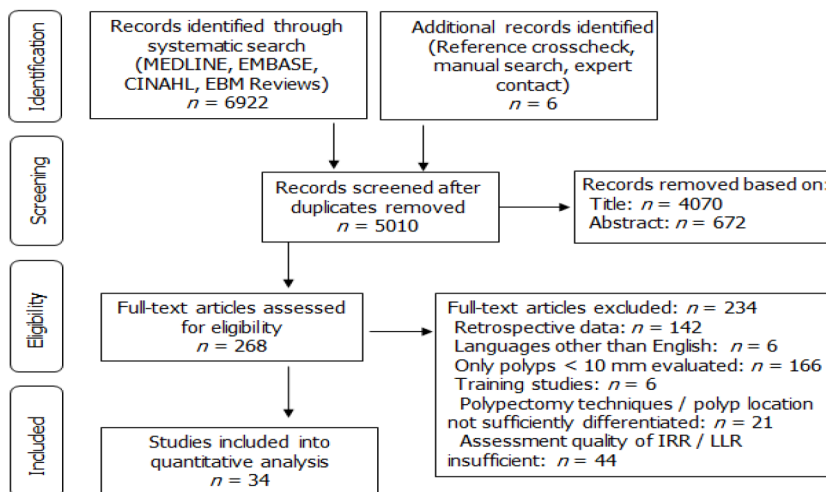 Identification
Records identified through
systematic search
(MEDLINE, EMBASE,
CINAHL, EBM Reviews)
n = 6922
Additional records identified
(Reference crosscheck,
manual search, expert
contact)
n = 6
Screening
Records screened after
duplicates removed
n = 5010
Records removed based on:
Title: n = 4070
Abstract: n = 672
Eligibility
Full-text articles assessed
for eligibility
n = 268
Full-text articles excluded: n = 234
Retrospective data: n = 142
Languages other than English: n = 6
Only polyps < 10 mm evaluated: n = 166
Training studies: n = 6
Polypectomy techniques / polyp location
not sufficiently differentiated: n = 21
Assessment quality of IRR / LLR
insufficient: n = 44
Included
Studies included into
quantitative analysis
n = 34